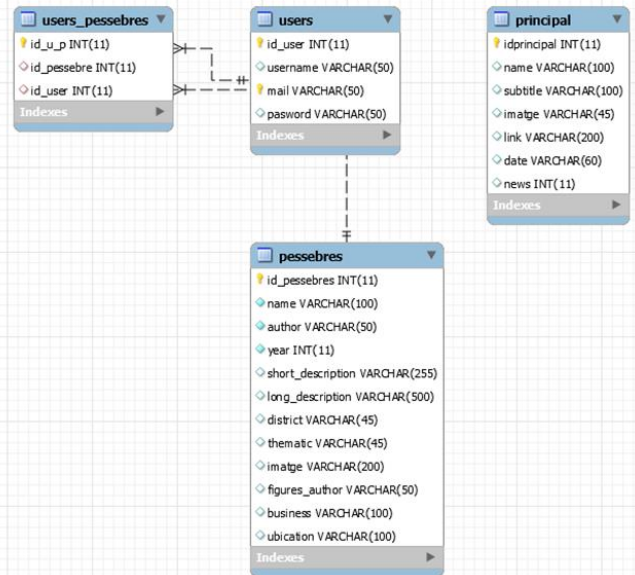 users_pessebres
id_u_p INT(11)
id_pessebre INT(11)
id_user INT(11)
Indexes
users
id_user INT(11)
username VARCHAR(50)
mail VARCHAR(50)
pasword VARCHAR(50)
Indexes
principal
idprincipal INT(11)
name VARCHAR(100)
subtitle VARCHAR(100)
imatge VARCHAR(45)
link VARCHAR(200)
date VARCHAR(60)
news INT(11)
Indexes
pessebres
id_pessebres INT(11)
name VARCHAR(100)
author VARCHAR(50)
year INT(11)
short_description VARCHAR(255)
long_description VARCHAR(500)
district VARCHAR(45)
thematic VARCHAR(45)
imatge VARCHAR(200)
figures_author VARCHAR(50)
business VARCHAR(100)
ubication VARCHAR(100)
Indexes